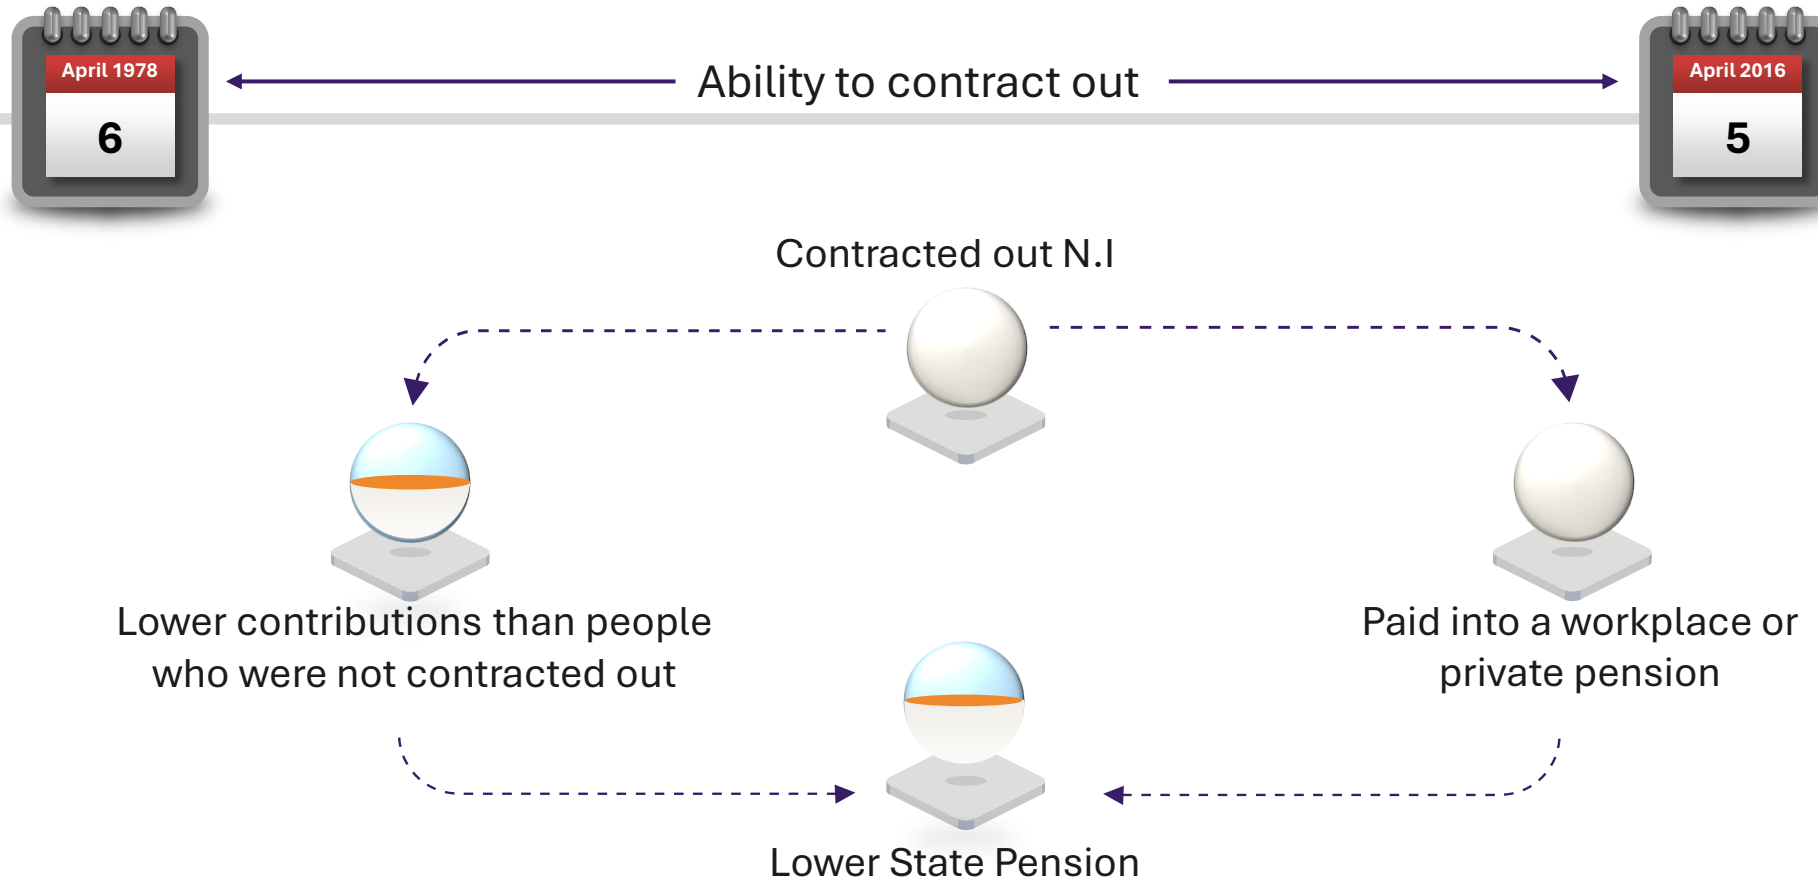 April 1978
6
Ability to contract out
April 2016
5
Contracted out N.I
Lower contributions than people
who were not contracted out
Paid into a workplace or
private pension
Lower State Pension